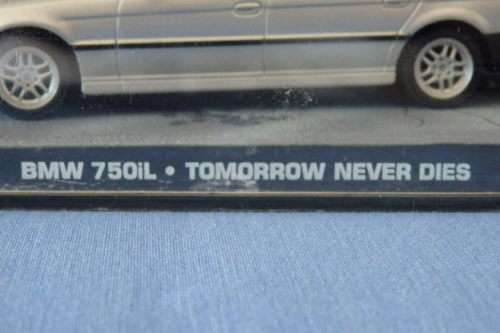 BMW 750iL • TOMORROW NEVER DIES